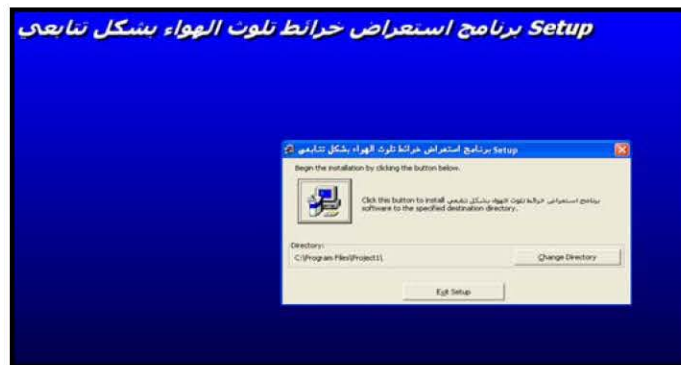 Setup برنامج استعراض خرائط تلوث الهواء بشكل تتابعي
Setup برنامج استعراض خرائط تلوث الهواء بشكل تتابعي
Begin the installation by clicking the button below.
Click this button to install برنامج استعراض خرائط تلوث الهواء بشكل تتابعي
software to the specified destination directory.
Directory:
C:\Program Files\Project1\
Change Directory
Exit Setup